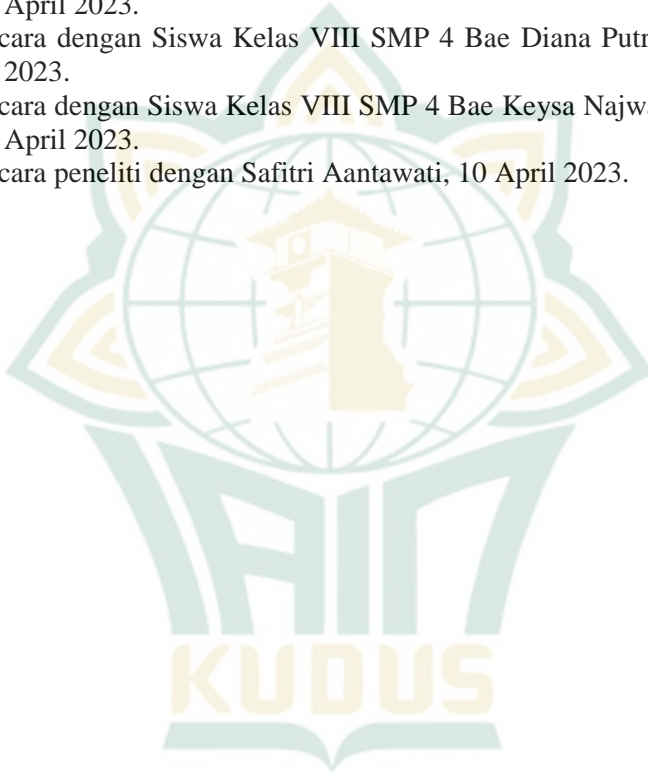 April 2023.
cara dengan Siswa Kelas VIII SMP 4 Bae Diana Putr
2023.
cara dengan Siswa Kelas VIII SMP 4 Bae Keysa Najwa
April 2023.
cara peneliti dengan Safitri Aantawati, 10 April 2023.
IAIN
KUDUS